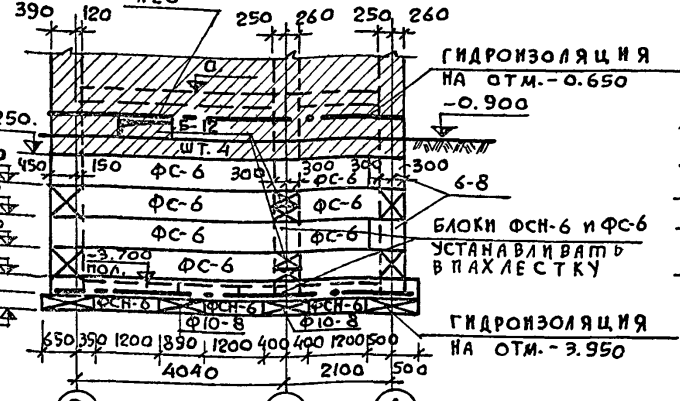 390 120 250 260 250 260
ГИДРОИЗОЛЯЦИЯ
НА ОТМ.-0.650
-0.900
а
Б-12
250.
ШТ. 4
450 150 300 300 300 300
ФС-6 ФС-6
6-8
ФС-6 ФС-6
БЛОКИ ФСН-6 И ФС-6
УСТАНАВЛИВАТЬ
ВПАХЛЕСТКУ
ФС-6 ФС-6
-3.700
ПОЛ.
ФС-6
ФСН-6 ФСН-6 ФСН-6
Ф10-8 Ф10-8
ГИДРОИЗОЛЯЦИЯ
НА ОТМ.-3.950
650 390 1200 890 1200 400 400 1200 500
4040 2100 500